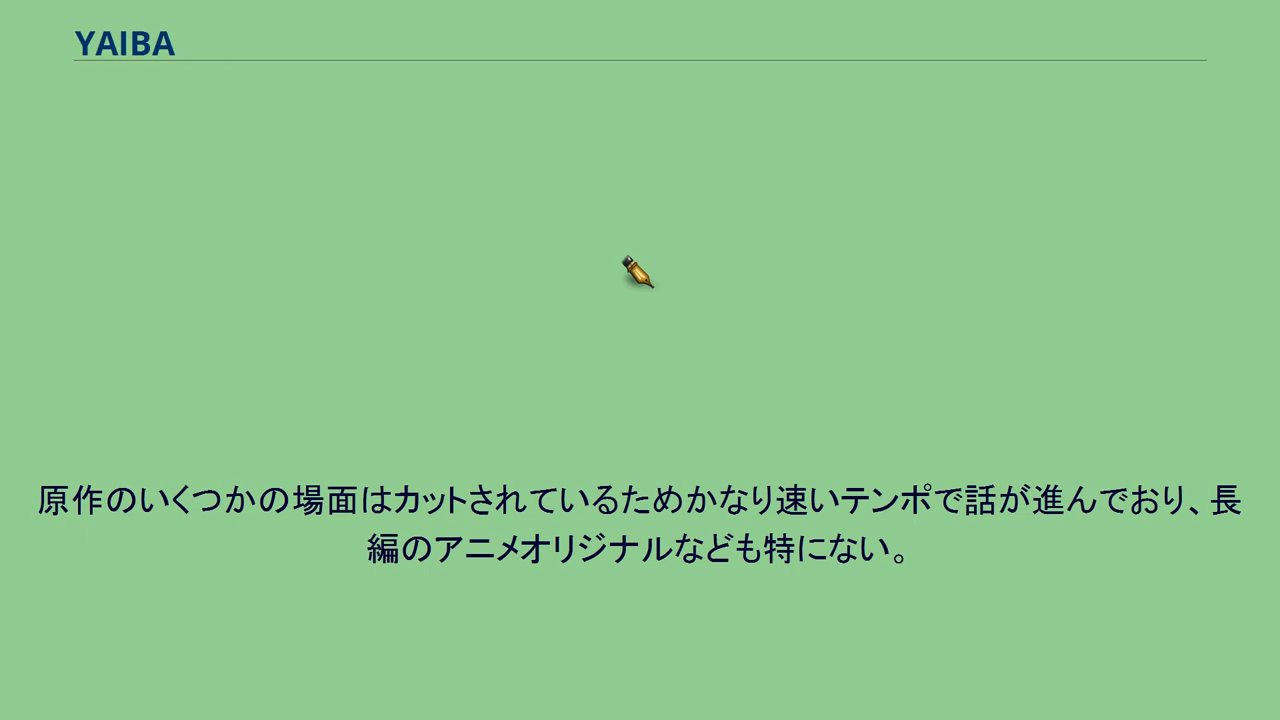 YAIBA
原作のいくつかの場面はカットされているためかなり速いテンポで話が進んでおり、長
編のアニメオリジナルなども特にない。